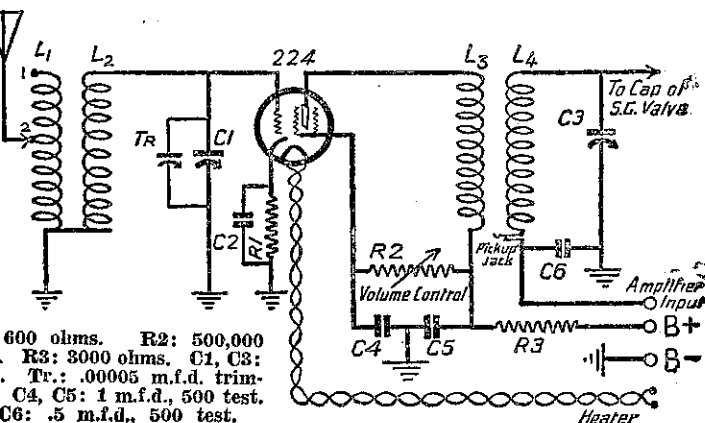 L1 L2 224 L3 L4
1
2
TR C1
C2 R1
R2
Volume Control
C4 C5
R3
Pickup
Jack
C6
C3
To Cap of
S.G. Valve
Amplifier
Input
B+
B-
Heater
600 ohms. R2: 500,000
R3: 3000 ohms. C1, C3:
Tr.: .00005 m.f.d. trim-
C4, C5: 1 m.f.d., 500 test.
C6: .5 m.f.d., 500 test.